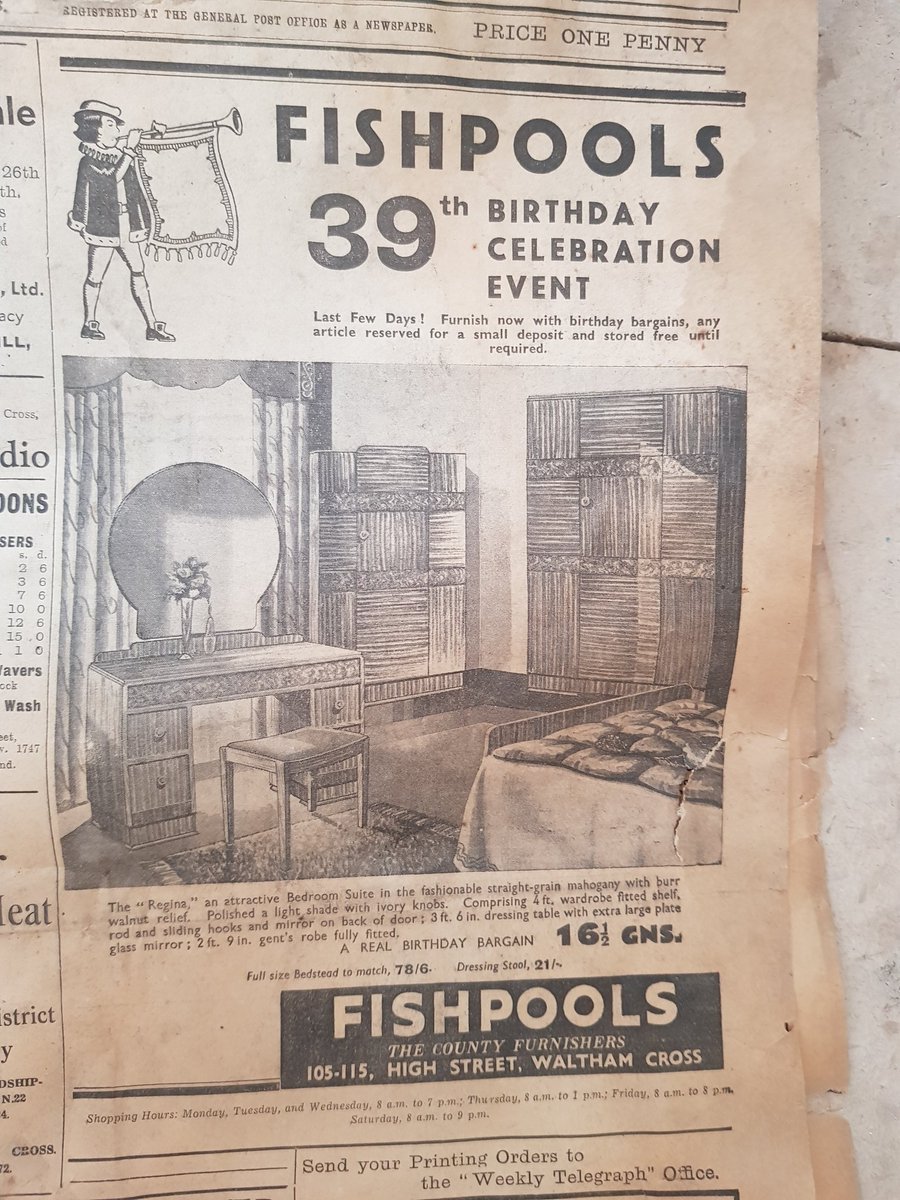 REGISTERED AT THE GENERAL POST OFFICE AS A NEWSPAPER.
PRICE ONE PENNY
26th
th.
, Ltd.
Cross,
OONS
SERS
s. d.
2 6
3 6
7 6
10 0
12 6
15 0
1 0
Wash
1747
N.22
CROSS.
FISHPOOLS
39th BIRTHDAY
CELEBRATION
EVENT
Last Few Days! Furnish now with birthday bargains, any
article reserved for a small deposit and stored free until
required.
The "Regina," an attractive Bedroom Suite in the fashionable straight-grain mahogany with burr
walnut relief. Polished a light shade with ivory knobs. Comprising 4ft. wardrobe fitted shelf,
rod and sliding hooks and mirror on back of door; 3ft. 6in. dressing table with extra large plate
glass mirror; 2ft. 9in. gent's robe fully fitted.
A REAL BIRTHDAY BARGAIN 16½ GNS.
Full size Bedstead to match, 78/6. Dressing Stool, 21/-.
FISHPOOLS
THE COUNTY FURNISHERS
105-115, HIGH STREET, WALTHAM CROSS
Shopping Hours: Monday, Tuesday, and Wednesday, 8 a.m. to 7 p.m.; Thursday, 8 a.m. to 1 p.m.; Friday, 8 a.m. to 8 p.m.
Saturday, 8 a.m. to 9 p.m.
Send your Printing Orders to
the "Weekly Telegraph" Office.